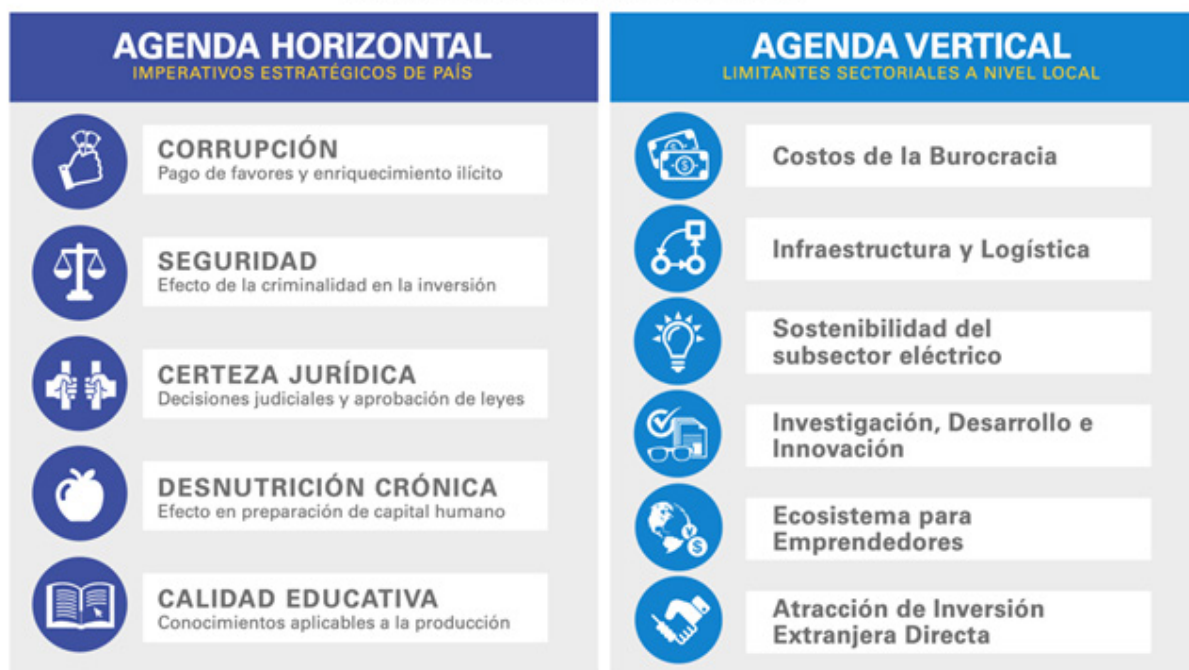 AGENDA HORIZONTAL
IMPERATIVOS ESTRATÉGICOS DE PAÍS
CORRUPCIÓN
Pago de favores y enriquecimiento ilícito
SEGURIDAD
Efecto de la criminalidad en la inversión
CERTEZA JURÍDICA
Decisiones judiciales y aprobación de leyes
DESNUTRICIÓN CRÓNICA
Efecto en preparación de capital humano
CALIDAD EDUCATIVA
Conocimientos aplicables a la producción
AGENDA VERTICAL
LIMITANTES SECTORIALES A NIVEL LOCAL
Costos de la Burocracia
Infraestructura y Logística
Sostenibilidad del
subsector eléctrico
Investigación, Desarrollo e
Innovación
Ecosistema para
Emprendedores
Atracción de Inversión
Extranjera Directa